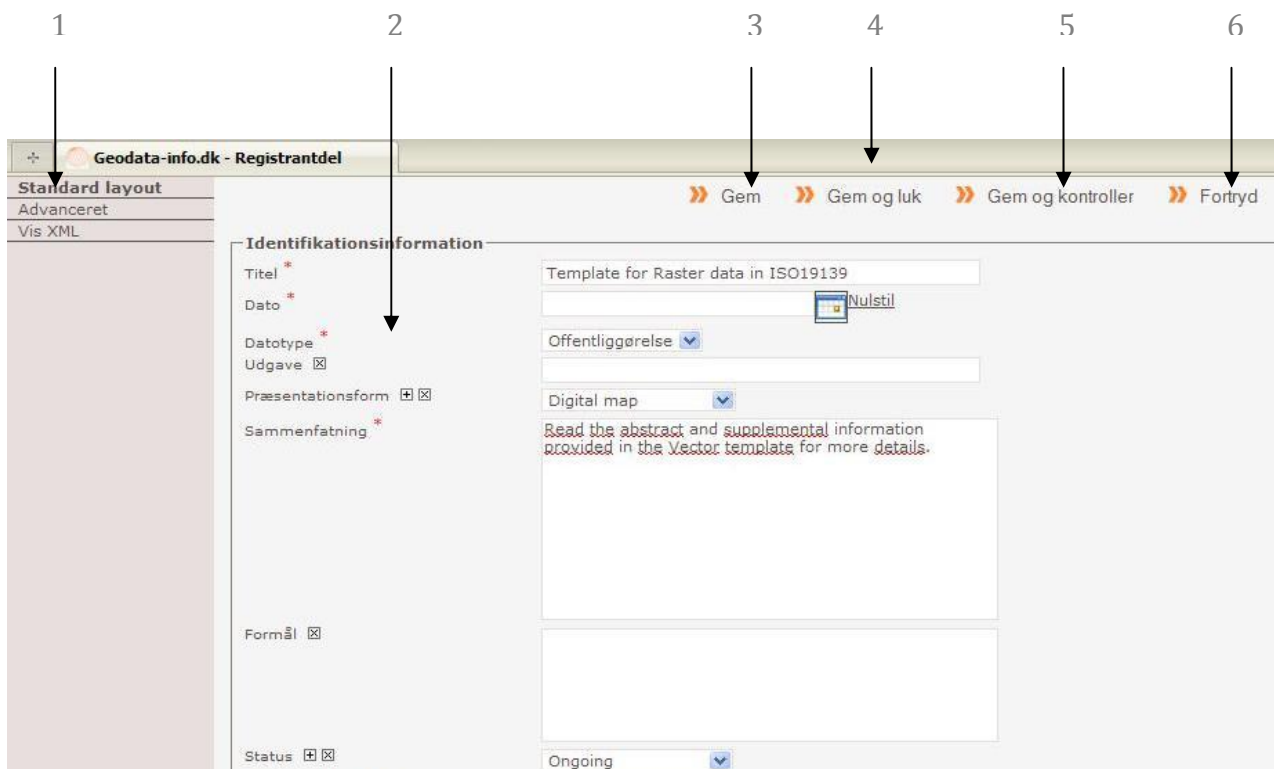 1 2 3 4 5 6
Geodata-info.dk - Registrantdel
Standard layout
Advanceret
Vis XML
Gem Gem og luk Gem og kontroller Fortryd
Identifikationsinformation
Titel * Template for Raster data in ISO19139
Dato * Nulstil
Datotype * Offentliggørelse
Udgave
Præsentationsform Digital map
Sammenfatning * Read the abstract and supplemental information
provided in the Vector template for more details.
Formål
Status Ongoing